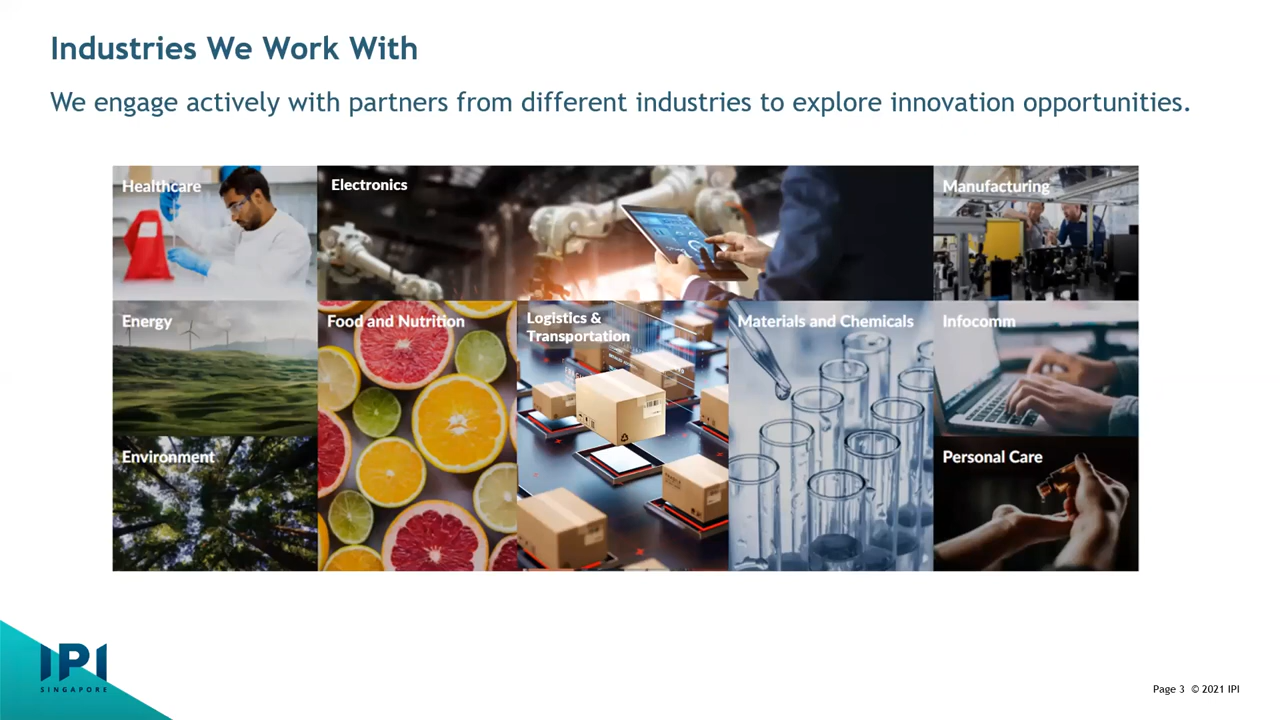 Industries We Work With
We engage actively with partners from different industries to explore innovation opportunities.
Healthcare
Electronics
Manufacturing
Energy
Food and Nutrition
Logistics &
Transportation
Materials and Chemicals
Infocomm
Environment
Personal Care
IPI
SINGAPORE
Page 3 © 2021 IPI